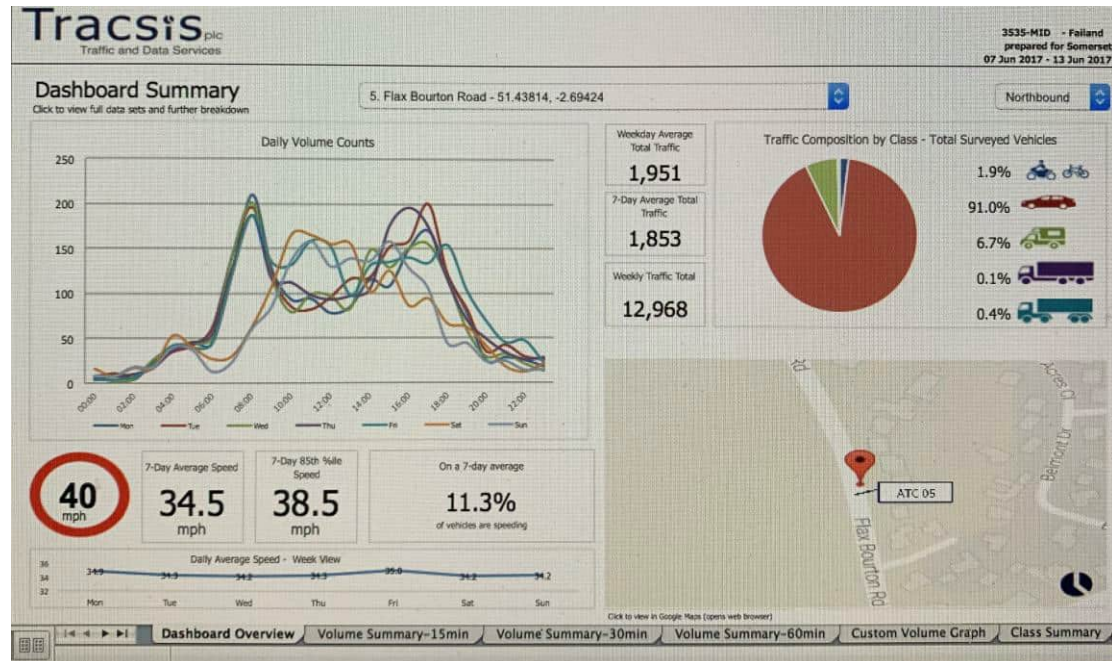 Tracsis plc
Traffic and Data Services
3535-MID - Failand
prepared for Somerset
07 Jun 2017 - 13 Jun 2017
Dashboard Summary
Click to view full data sets and further breakdown
5. Flax Bourton Road - 51.43814, -2.69424
Northbound
Daily Volume Counts
250
200
150
100
50
0
00:00 02:00 04:00 06:00 08:00 10:00 12:00 14:00 16:00 18:00 20:00 22:00
Mon Tue Wed Thu Fri Sat Sun
Weekday Average
Total Traffic
1,951
7-Day Average Total
Traffic
1,853
Weekly Traffic Total
12,968
Traffic Composition by Class - Total Surveyed Vehicles
1.9%
91.0%
6.7%
0.1%
0.4%
40
mph
7-Day Average Speed
34.5
mph
7-Day 85th %ile
Speed
38.5
mph
On a 7-day average
11.3%
of vehicles are speeding
Daily Average Speed - Week View
36
34
32
34.9 34.3 34.2 34.3 35.0 34.2 34.2
Mon Tue Wed Thu Fri Sat Sun
Rd
Acres Cl
Belmont Dr
ATC 05
Flax Bourton Rd
Click to view in Google Maps (opens web browser)
Dashboard Overview Volume Summary-15min Volume Summary-30min Volume Summary-60min Custom Volume Graph Class Summary